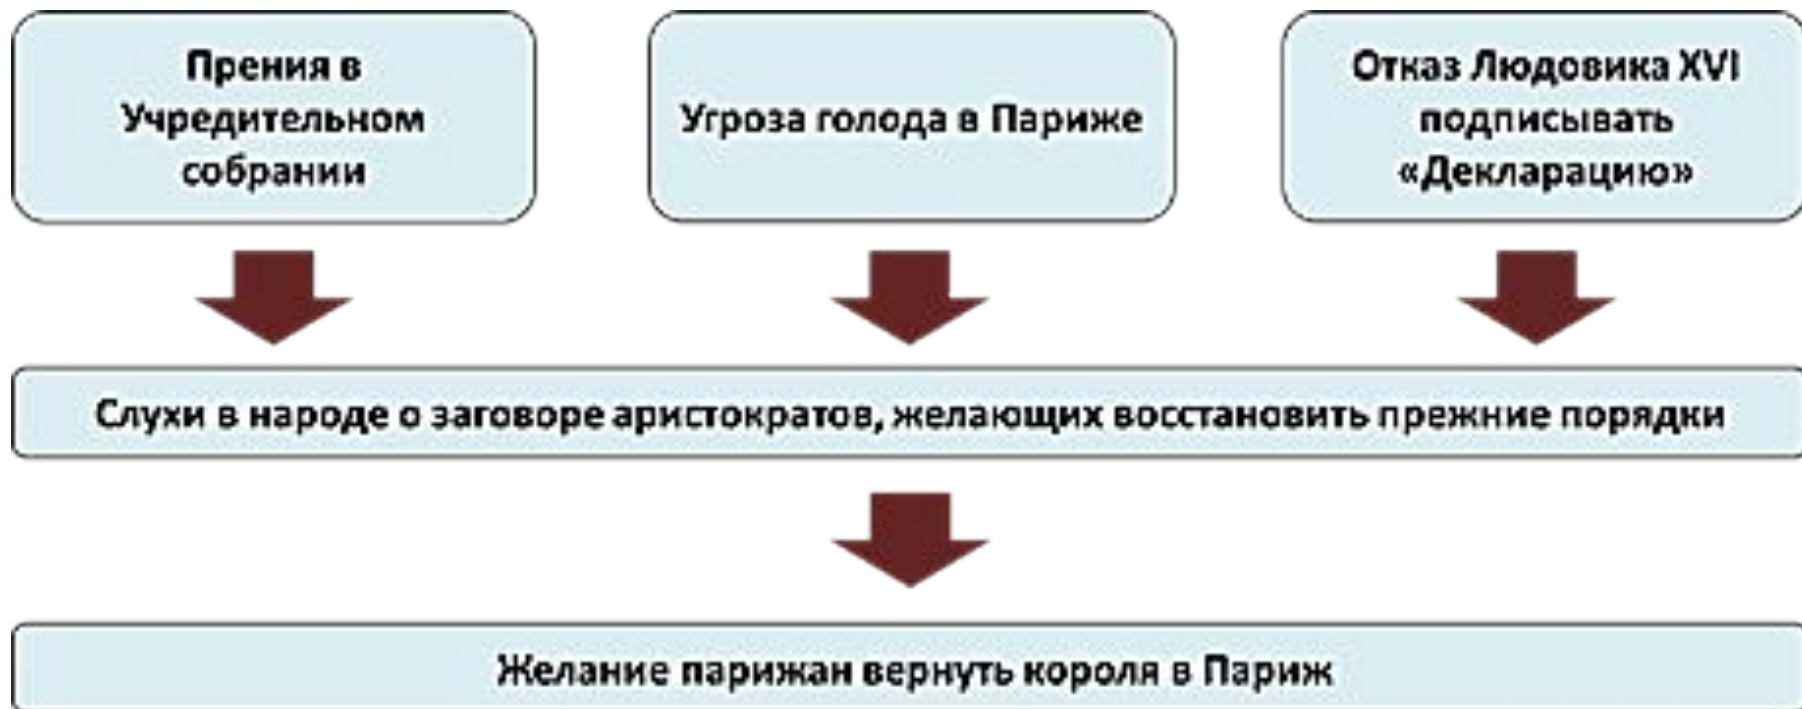 Прения в
Учредительном
собрании
Угроза голода в Париже
Отказ Людовика XVI
подписывать
«Декларацию»
Слухи в народе о заговоре аристократов, желающих восстановить прежние порядки
Желание парижан вернуть короля в Париж